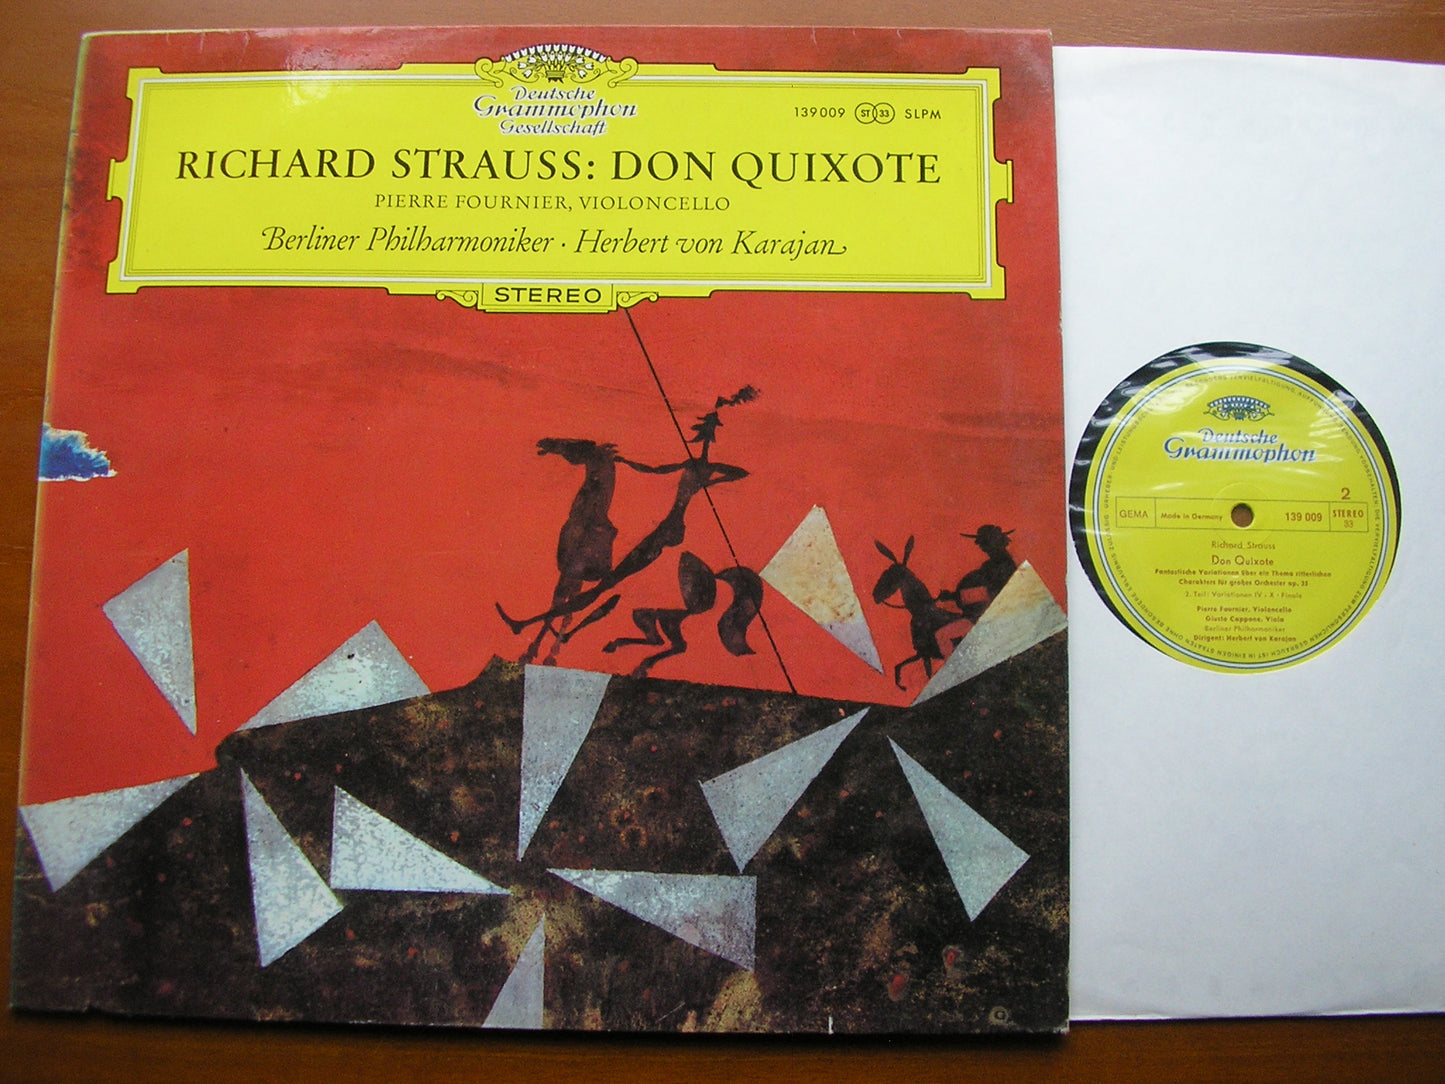 Deutsche
Grammophon
Gesellschaft
139009 ST 33 SLPM
RICHARD STRAUSS: DON QUIXOTE
PIERRE FOURNIER, VIOLONCELLO
Berliner Philharmoniker · Herbert von Karajan
STEREO
Deutsche
Grammophon
2
GEMA Made in Germany 139 009 STEREO
33
Richard Strauss
Don Quixote
Fantastische Variationen über ein Thema ritterlichen
Charakters für großes Orchester op. 35
2. Teil: Variationen IV - X · Finale
Pierre Fournier, Violoncello
Giusto Cappone, Viola
Berliner Philharmoniker
Dirigent: Herbert von Karajan